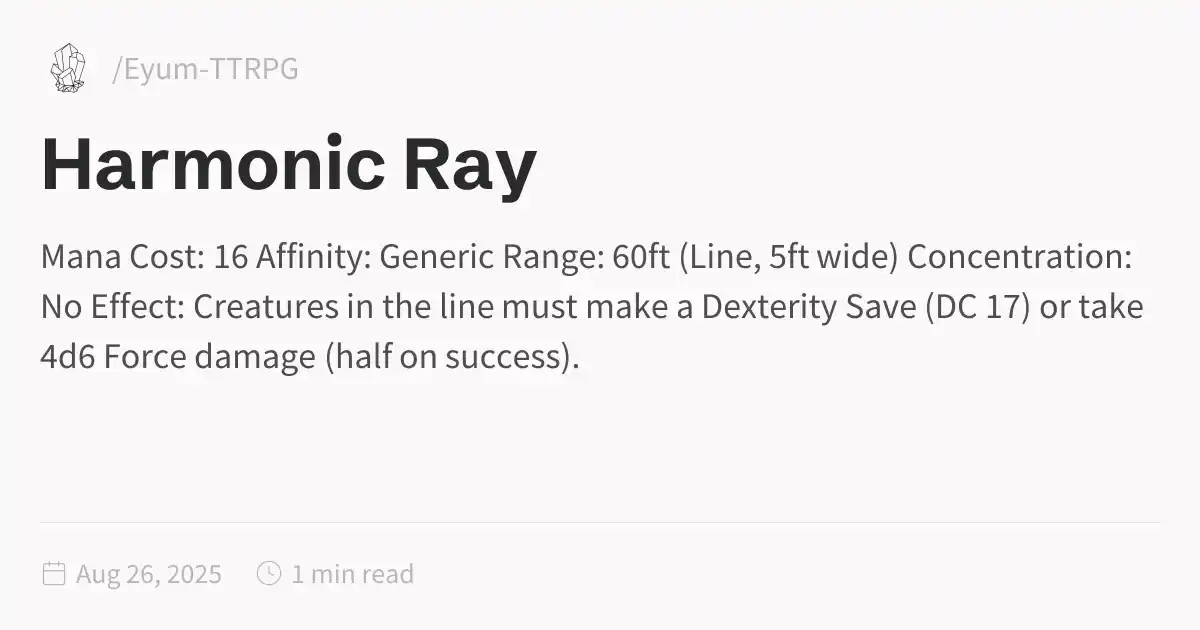 /Eyum-TTRPG
Harmonic Ray
Mana Cost: 16 Affinity: Generic Range: 60ft (Line, 5ft wide) Concentration:
No Effect: Creatures in the line must make a Dexterity Save (DC 17) or take
4d6 Force damage (half on success).
Aug 26, 2025 1 min read